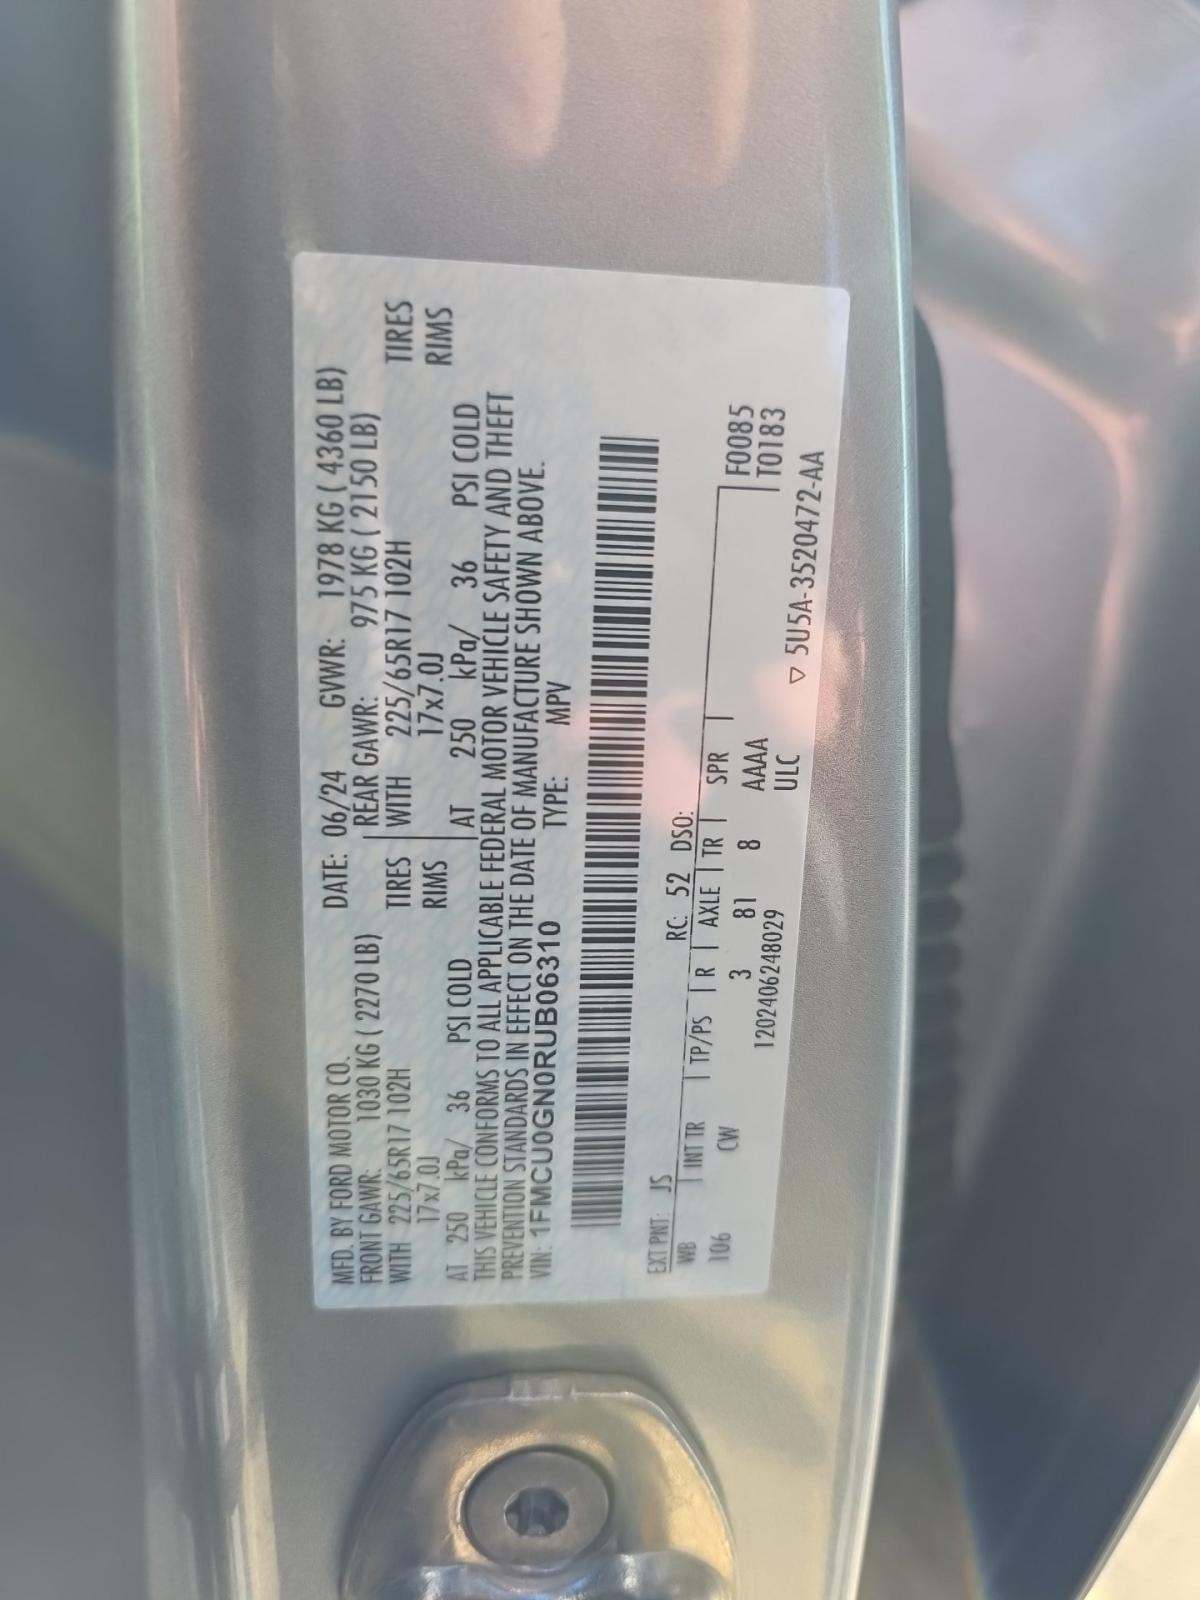 MFD. BY FORD MOTOR CO. DATE: 06/24 GVWR: 1978 KG ( 4360 LB)
FRONT GAWR: 1030 KG ( 2270 LB) REAR GAWR: 975 KG ( 2150 LB)
WITH 225/65R17 102H TIRES WITH 225/65R17 102H TIRES
17x7.0J RIMS 17x7.0J RIMS
AT 250 kPa/ 36 PSI COLD AT 250 kPa/ 36 PSI COLD
THIS VEHICLE CONFORMS TO ALL APPLICABLE FEDERAL MOTOR VEHICLE SAFETY AND THEFT
PREVENTION STANDARDS IN EFFECT ON THE DATE OF MANUFACTURE SHOWN ABOVE.
VIN: 1FMCU0GN0RUB06310 TYPE: MPV
EXT PNT: JS RC: 52 DSO:
WB | INT TR | TP/PS | R | AXLE | TR | SPR | F0085
106 CW 3 81 8 AAAA T0183
1202406248029 ULC
▽ 5U5A-3520472-AA